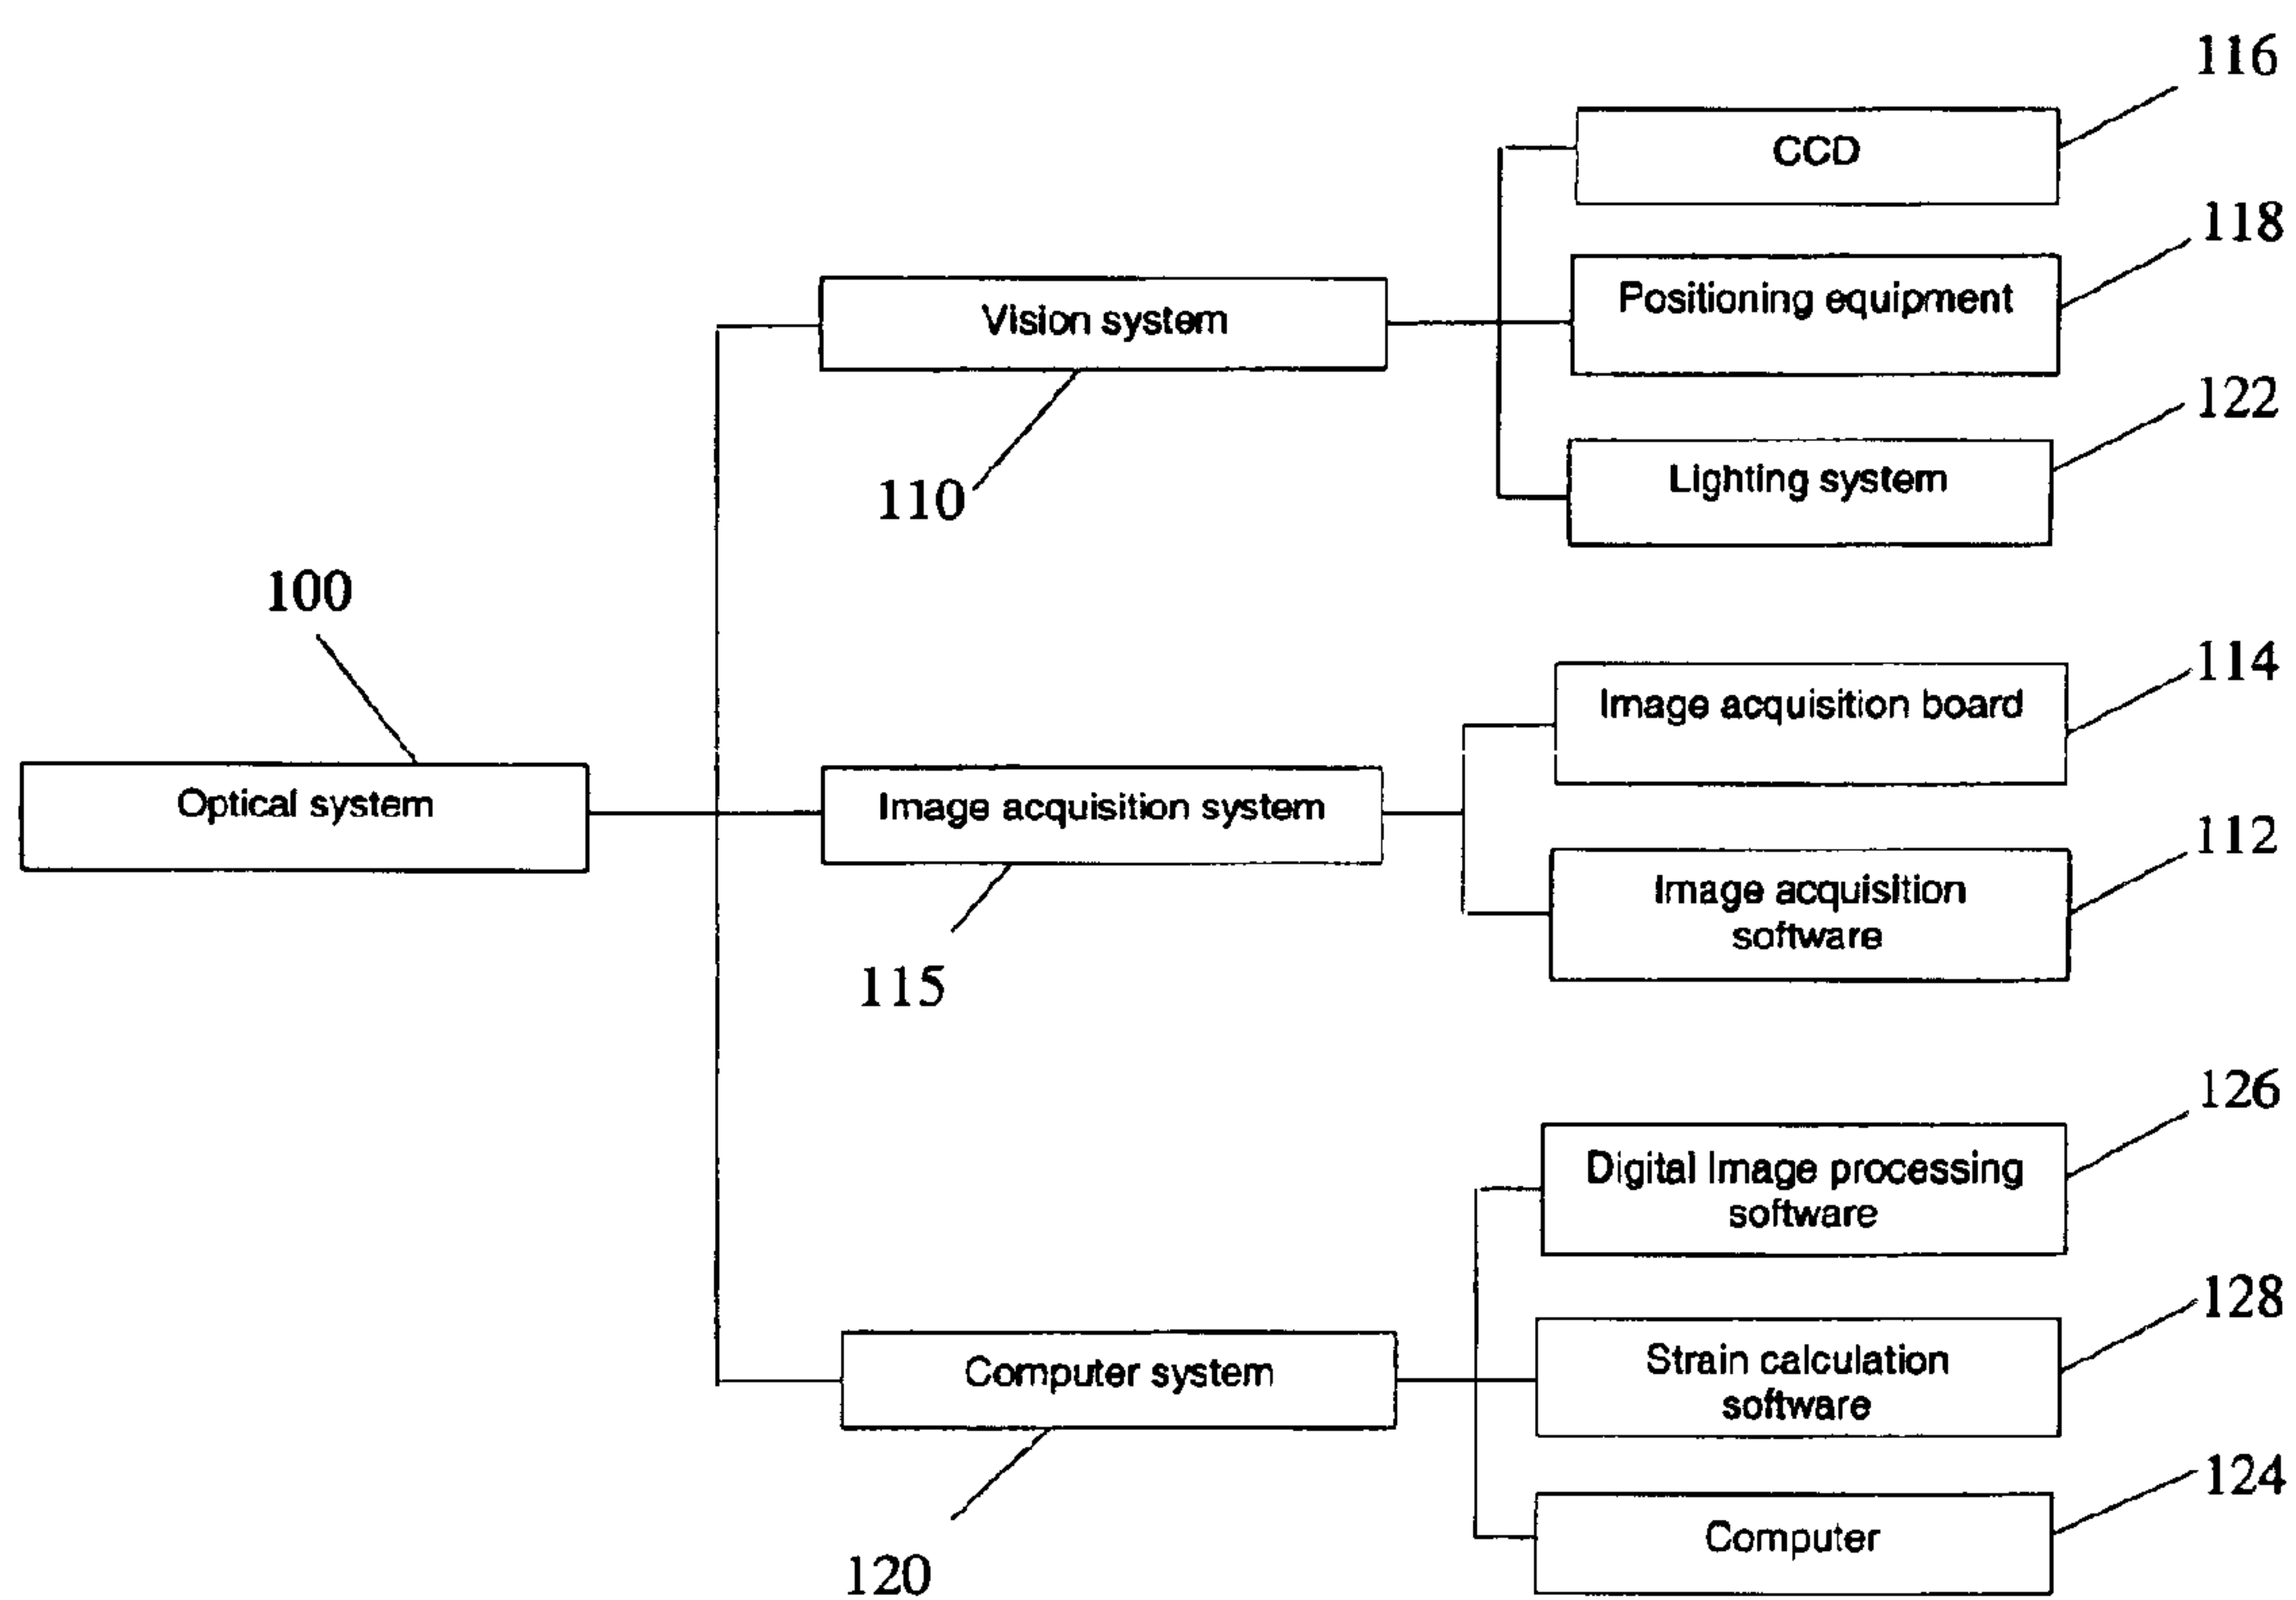 116
CCD
118
Positioning equipment
Vision system
122
Lighting system
110
100
114
Image acquisition board
Optical system
Image acquisition system
112
Image acquisition
software
115
126
Digital Image processing
software
128
Strain calculation
software
Computer system
124
Computer
120